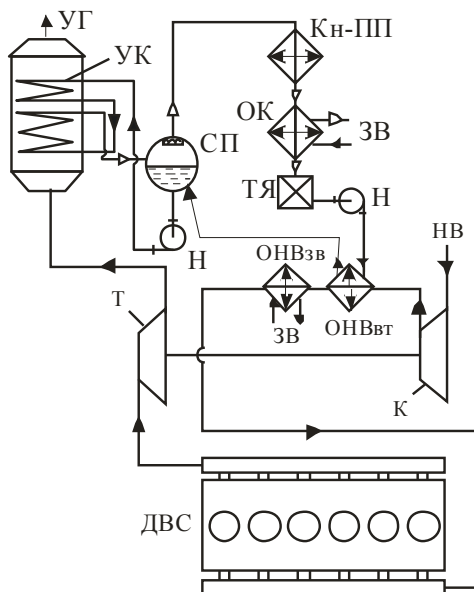 УГ
УК
Кн-ПП
ОК
ЗВ
СП
ТЯ
Н
Н
ОНВзв
НВ
ЗВ
ОНВвт
Т
К
ДВС